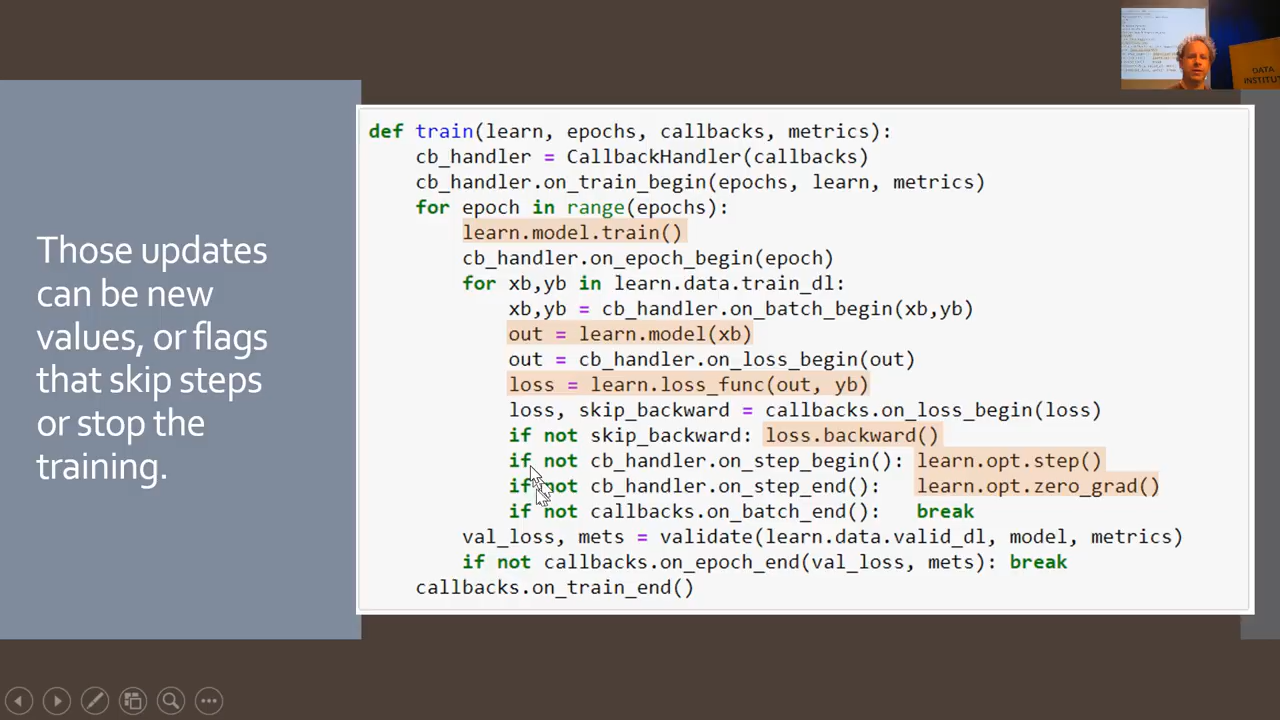 Those updates
can be new
values, or flags
that skip steps
or stop the
training.
def train(learn, epochs, callbacks, metrics):
    cb_handler = CallbackHandler(callbacks)
    cb_handler.on_train_begin(epochs, learn, metrics)
    for epoch in range(epochs):
        learn.model.train()
        cb_handler.on_epoch_begin(epoch)
        for xb,yb in learn.data.train_dl:
            xb,yb = cb_handler.on_batch_begin(xb,yb)
            out = learn.model(xb)
            out = cb_handler.on_loss_begin(out)
            loss = learn.loss_func(out, yb)
            loss, skip_backward = callbacks.on_loss_begin(loss)
            if not skip_backward: loss.backward()
            if not cb_handler.on_step_begin(): learn.opt.step()
            if not cb_handler.on_step_end():   learn.opt.zero_grad()
            if not callbacks.on_batch_end():   break
        val_loss, mets = validate(learn.data.valid_dl, model, metrics)
        if not callbacks.on_epoch_end(val_loss, mets): break
    callbacks.on_train_end()
DATA